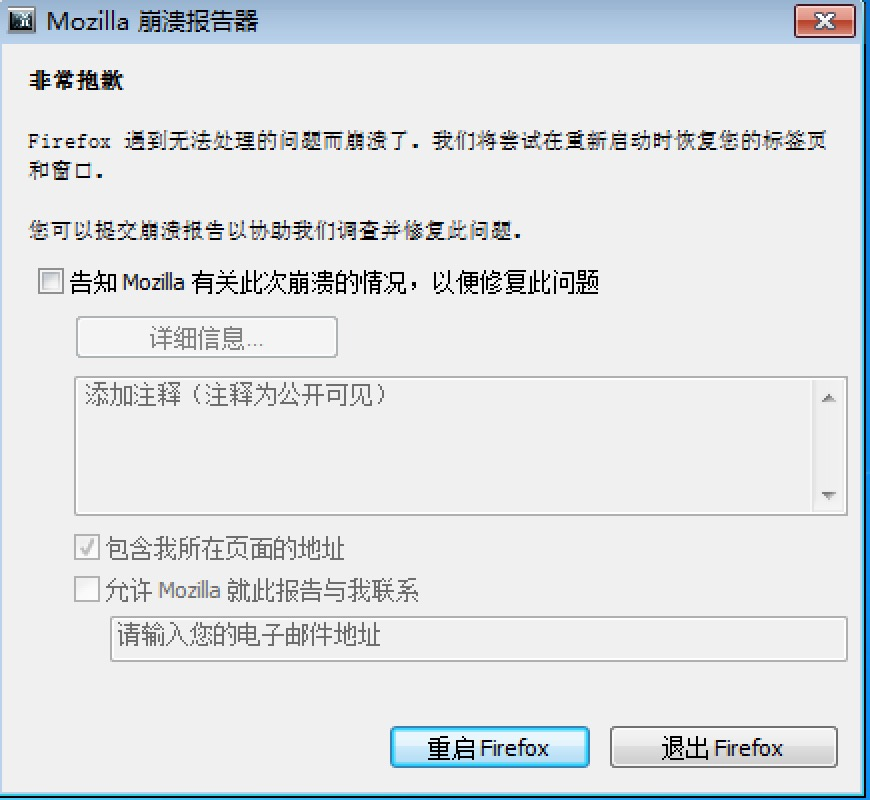 Mozilla 崩溃报告器
非常抱歉
Firefox 遇到无法处理的问题而崩溃了。我们将尝试在重新启动时恢复您的标签页
和窗口。
您可以提交崩溃报告以协助我们调查并修复此问题。
告知 Mozilla 有关此次崩溃的情况，以便修复此问题
详细信息...
添加注释（注释为公开可见）
包含我所在页面的地址
允许 Mozilla 就此报告与我联系
请输入您的电子邮件地址
重启 Firefox 退出 Firefox